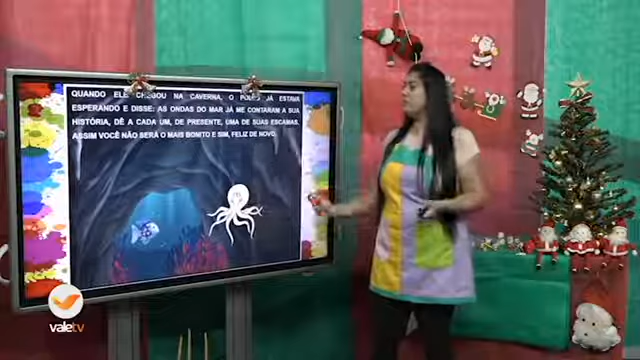 QUANDO ELE CHEGOU NA CAVERNA, O POLVO JÁ ESTAVA
ESPERANDO E DISSE: AS ONDAS DO MAR JÁ ME CONTARAM A SUA
HISTÓRIA, DÊ A CADA UM, DE PRESENTE, UMA DE SUAS ESCAMAS.
ASSIM VOCÊ NÃO SERÁ O MAIS BONITO E SIM, FELIZ DE NOVO.
valetv